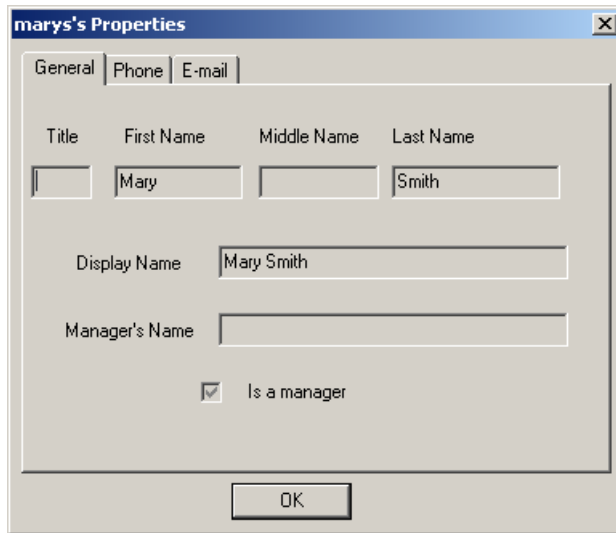 marys's Properties
General Phone E-mail
Title First Name Middle Name Last Name
Mary Smith
Display Name Mary Smith
Manager's Name
Is a manager
OK